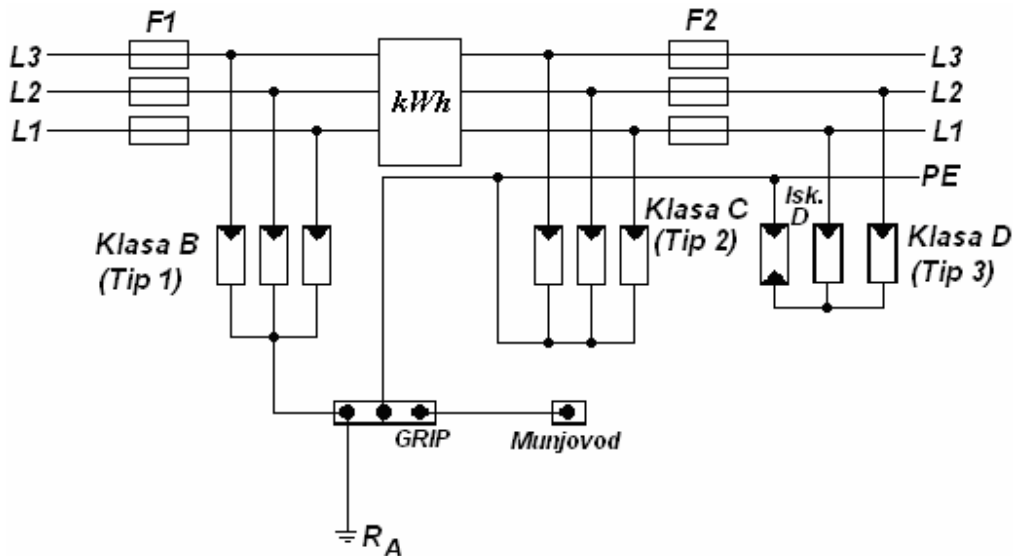 F1
F2
L3
L3
L2
kWh
L2
L1
L1
PE
Klasa B
(Tip 1)
Klasa C
(Tip 2)
Isk.
D
Klasa D
(Tip 3)
GRIP
Munjovod
RA